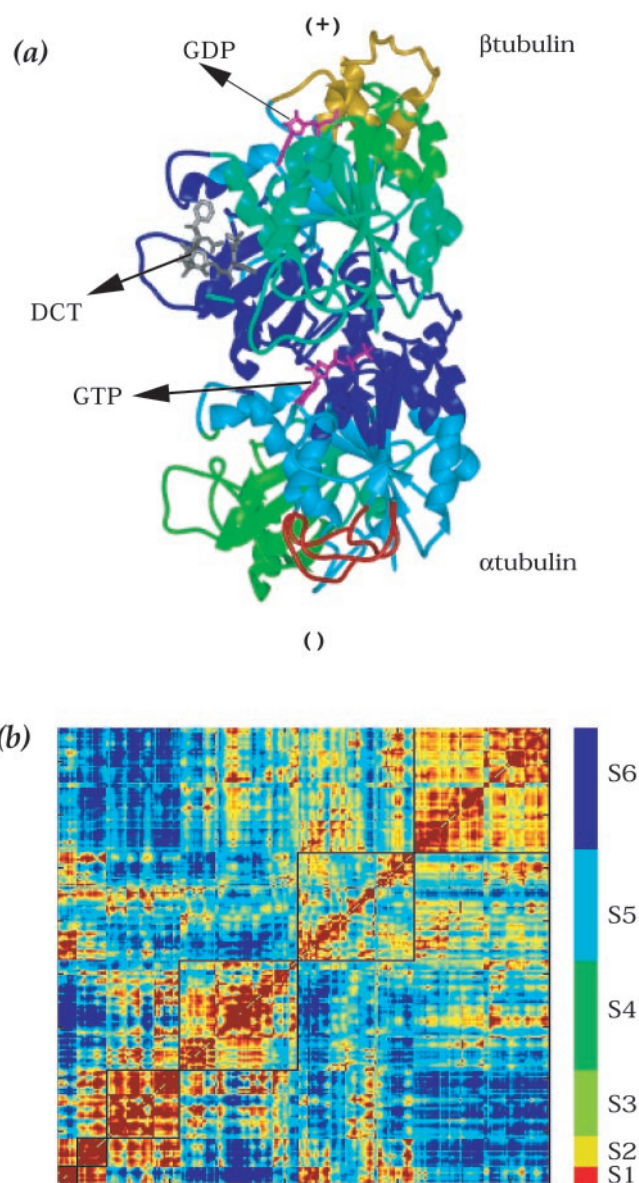 (a)
(+)
GDP
βtubulin
DCT
GTP
αtubulin
()
(b)
S6
S5
S4
S3
S2
S1